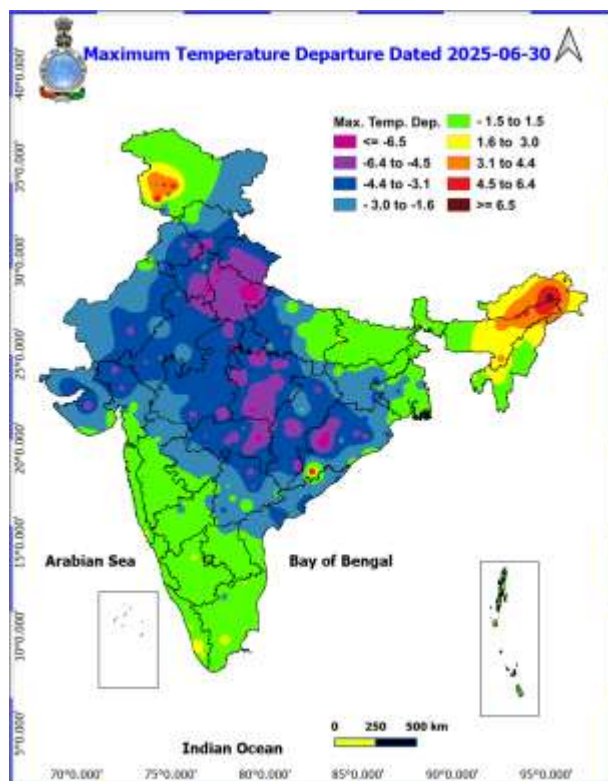 Maximum Temperature Departure Dated 2025-06-30
Max. Temp. Dep.
<= -6.5
-6.4 to -4.5
-4.4 to -3.1
- 3.0 to -1.6
- 1.5 to 1.5
1.6 to 3.0
3.1 to 4.4
4.5 to 6.4
>= 6.5
40°0.000'
35°0.000'
30°0.000'
25°0.000'
20°0.000'
15°0.000'
10°0.000'
5°0.000'
Arabian Sea
Bay of Bengal
0 250 500 km
Indian Ocean
70°0.000' 75°0.000' 80°0.000' 85°0.000' 90°0.000' 95°0.000'